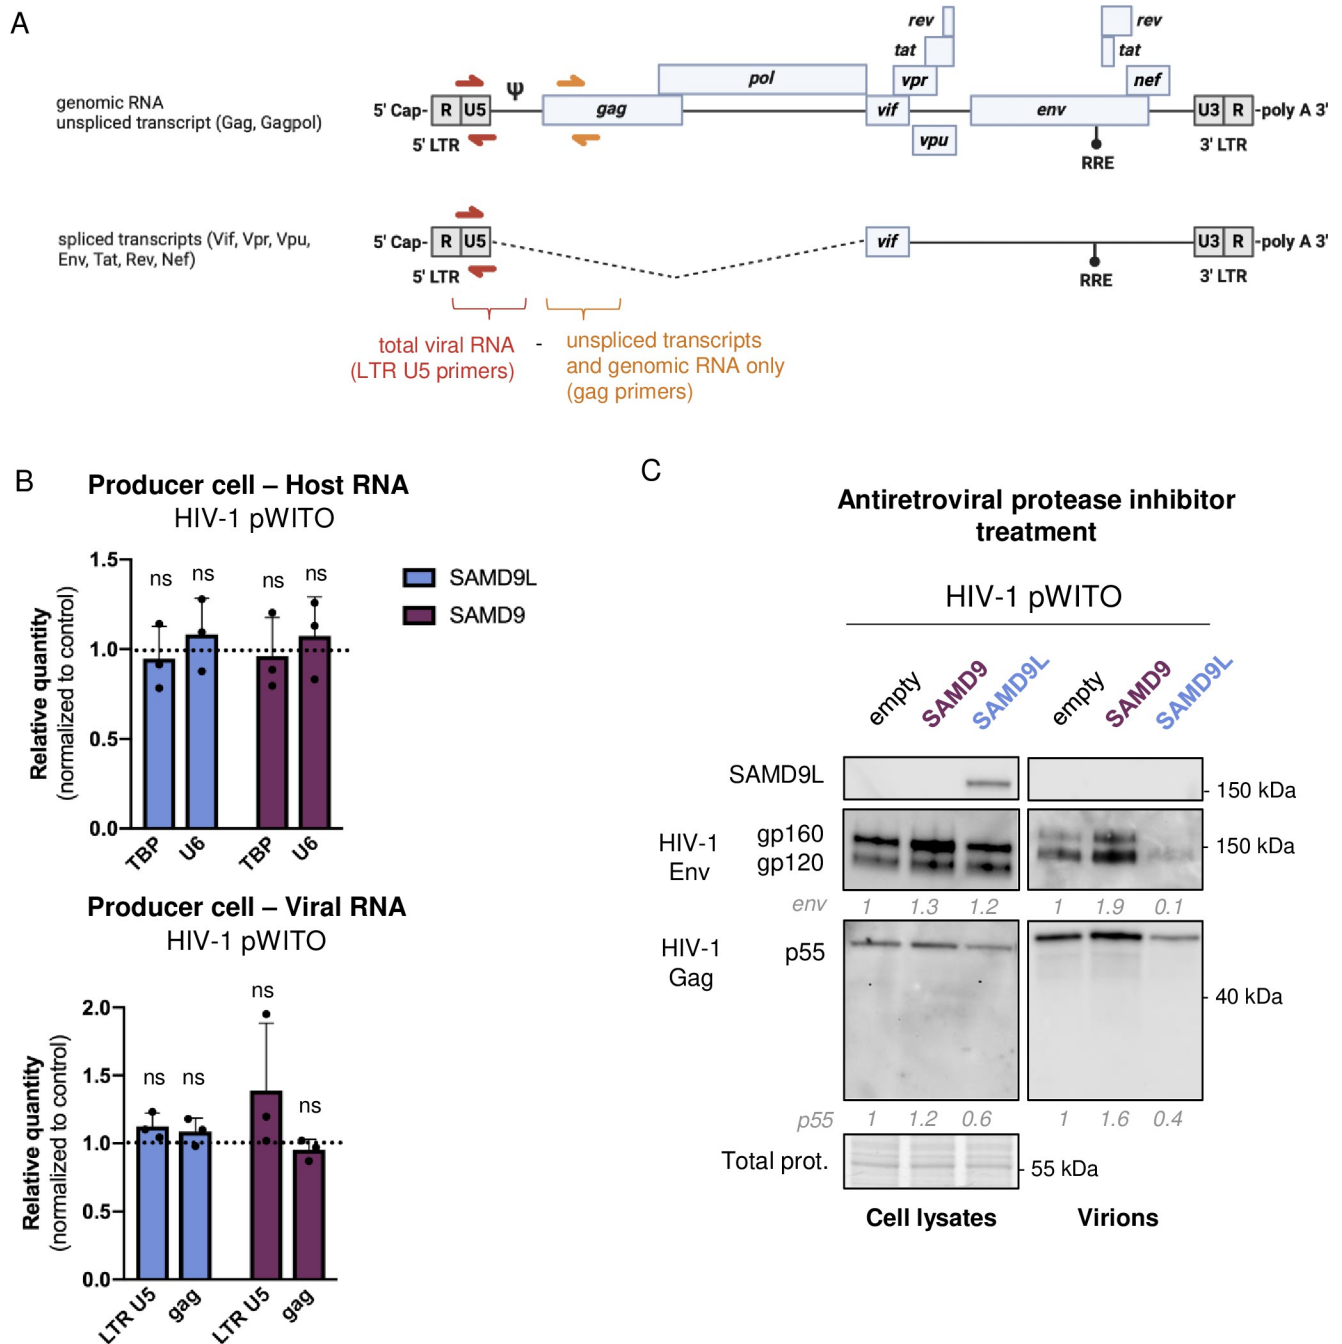 A
rev
rev
tat
tat
pol
vpr
nef
genomic RNA
unspliced transcript (Gag, Gagpol)
5' Cap-
R
U5
Ψ
gag
vif
env
U3
R
-poly A 3'
5' LTR
vpu
RRE
3' LTR
spliced transcripts (Vif, Vpr, Vpu,
Env, Tat, Rev, Nef)
5' Cap-
R
U5
vif
U3
R
-poly A 3'
5' LTR
RRE
3' LTR
total viral RNA
(LTR U5 primers)
-
unspliced transcripts
and genomic RNA only
(gag primers)
B
Producer cell – Host RNA
HIV-1 pWITO
Relative quantity
(normalized to control)
1.5
1.0
0.5
0.0
ns
ns
ns
ns
TBP
U6
TBP
U6
SAMD9L
SAMD9
Producer cell – Viral RNA
HIV-1 pWITO
Relative quantity
(normalized to control)
2.0
1.5
1.0
0.5
0.0
ns
ns
ns
ns
LTR U5
gag
LTR U5
gag
C
Antiretroviral protease inhibitor
treatment
HIV-1 pWITO
empty
SAMD9
SAMD9L
empty
SAMD9
SAMD9L
SAMD9L
150 kDa
HIV-1
Env
gp160
gp120
150 kDa
env
1
1.3
1.2
1
1.9
0.1
HIV-1
Gag
p55
40 kDa
p55
1
1.2
0.6
1
1.6
0.4
Total prot.
55 kDa
Cell lysates
Virions